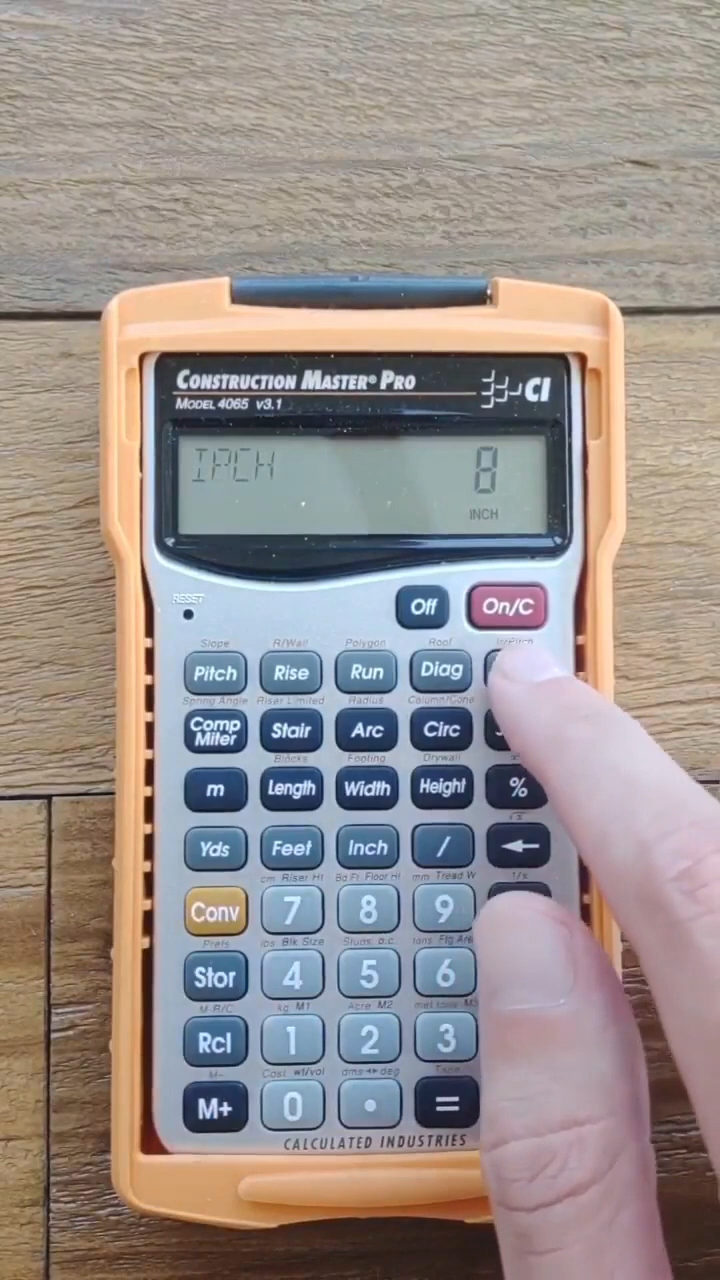 CONSTRUCTION MASTER® PRO
MODEL 4065 v3.1
CI
8
INCH
RESET
Off On/C
Slope R/Wall Polygon Roof Ir/Pitch
Pitch Rise Run Diag
Spring Angle Riser Limited Radius Column/Cone
Comp Miter Stair Arc Circ
Blocks Footing Drywall
m Length Width Height %
√x
Yds Feet Inch / ←
cm Riser Ht Bd Ft Floor Ht mm Tread W 1/x
Conv 7 8 9
Prefs lbs Blk Size Studs o.c. tons Flg Area
Stor 4 5 6
M-R/C kg M1 Acre M2 met tons M3
Rcl 1 2 3
M- Cost wt/vol dms◄►deg Tape
M+ 0 • =
CALCULATED INDUSTRIES